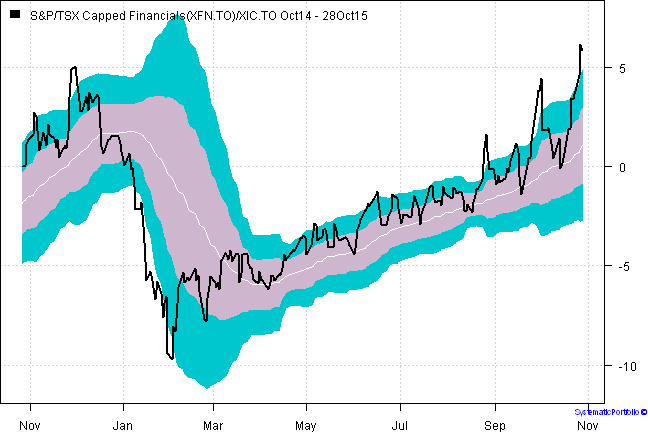 S&P/TSX Capped Financials(XFN.TO)/XIC.TO Oct14 - 28Oct15
5
0
-5
-10
Nov Jan Mar May Jul Sep Nov
SystematicPortfolio ©